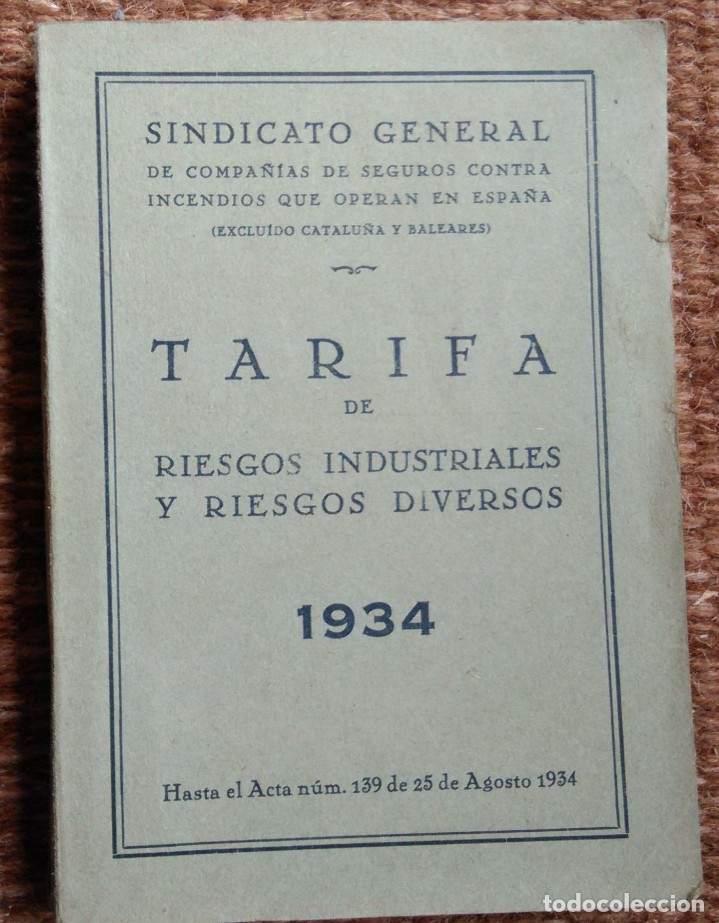 SINDICATO GENERAL
DE COMPAÑÍAS DE SEGUROS CONTRA
INCENDIOS QUE OPERAN EN ESPAÑA
(EXCLUÍDO CATALUÑA Y BALEARES)
TARIFA
DE
RIESGOS INDUSTRIALES
Y RIESGOS DIVERSOS
1934
Hasta el Acta núm. 139 de 25 de Agosto 1934
todocoleccion